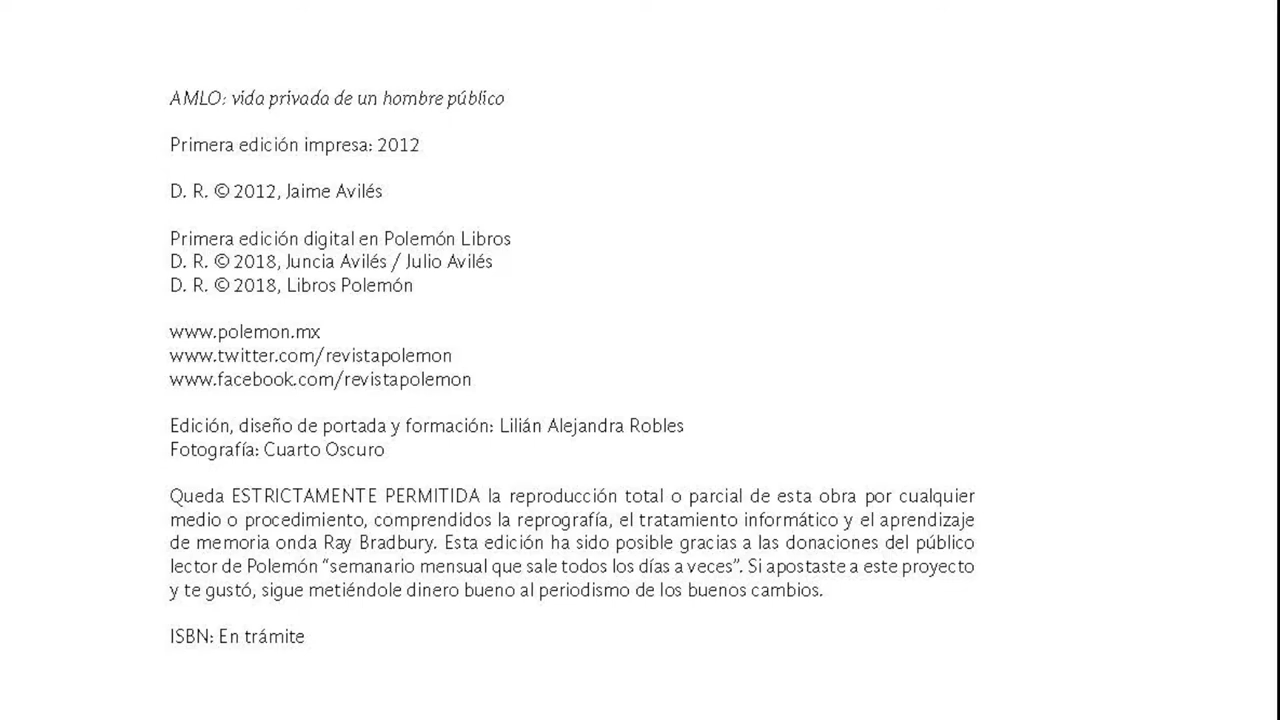 AMLO: vida privada de un hombre público
Primera edición impresa: 2012
D. R. © 2012, Jaime Avilés
Primera edición digital en Polemón Libros
D. R. © 2018, Juncia Avilés / Julio Avilés
D. R. © 2018, Libros Polemón
www.polemon.mx
www.twitter.com/revistapolemon
www.facebook.com/revistapolemon
Edición, diseño de portada y formación: Lilián Alejandra Robles
Fotografía: Cuarto Oscuro
Queda ESTRICTAMENTE PERMITIDA la reproducción total o parcial de esta obra por cualquier
medio o procedimiento, comprendidos la reprografía, el tratamiento informático y el aprendizaje
de memoria onda Ray Bradbury. Esta edición ha sido posible gracias a las donaciones del público
lector de Polemón “semanario mensual que sale todos los días a veces”. Si apostaste a este proyecto
y te gustó, sigue metiéndole dinero bueno al periodismo de los buenos cambios.
ISBN: En trámite